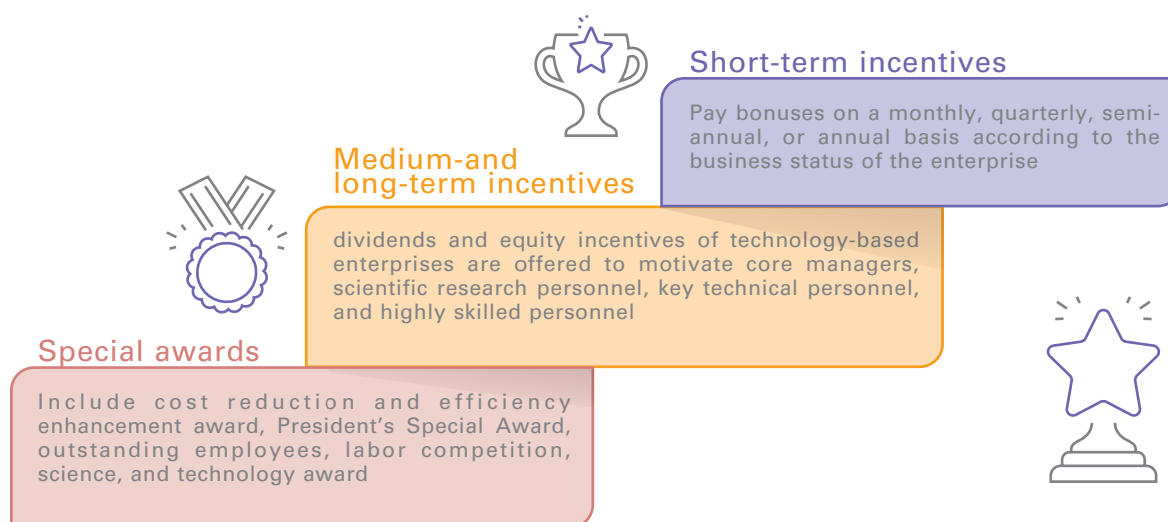 Short-term incentives
Pay bonuses on a monthly, quarterly, semi-
annual, or annual basis according to the
business status of the enterprise
Medium-and
long-term incentives
dividends and equity incentives of technology-based
enterprises are offered to motivate core managers,
scientific research personnel, key technical personnel,
and highly skilled personnel
Special awards
Include cost reduction and efficiency
enhancement award, President’s Special Award,
outstanding employees, labor competition,
science, and technology award